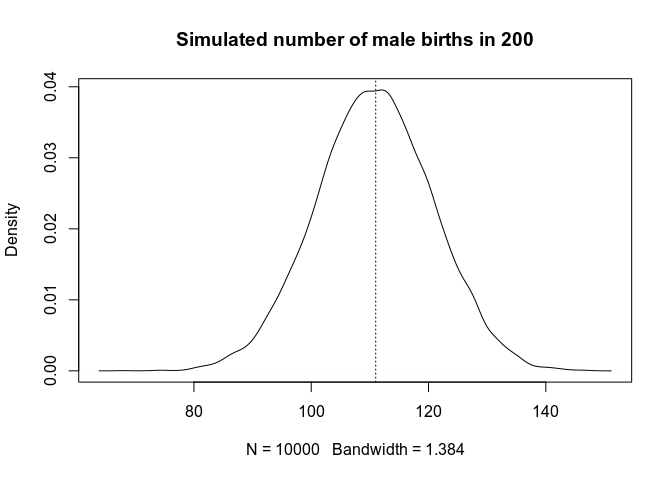 Simulated number of male births in 200
Density
0.04
0.03
0.02
0.01
0.00
80 100 120 140
N = 10000 Bandwidth = 1.384